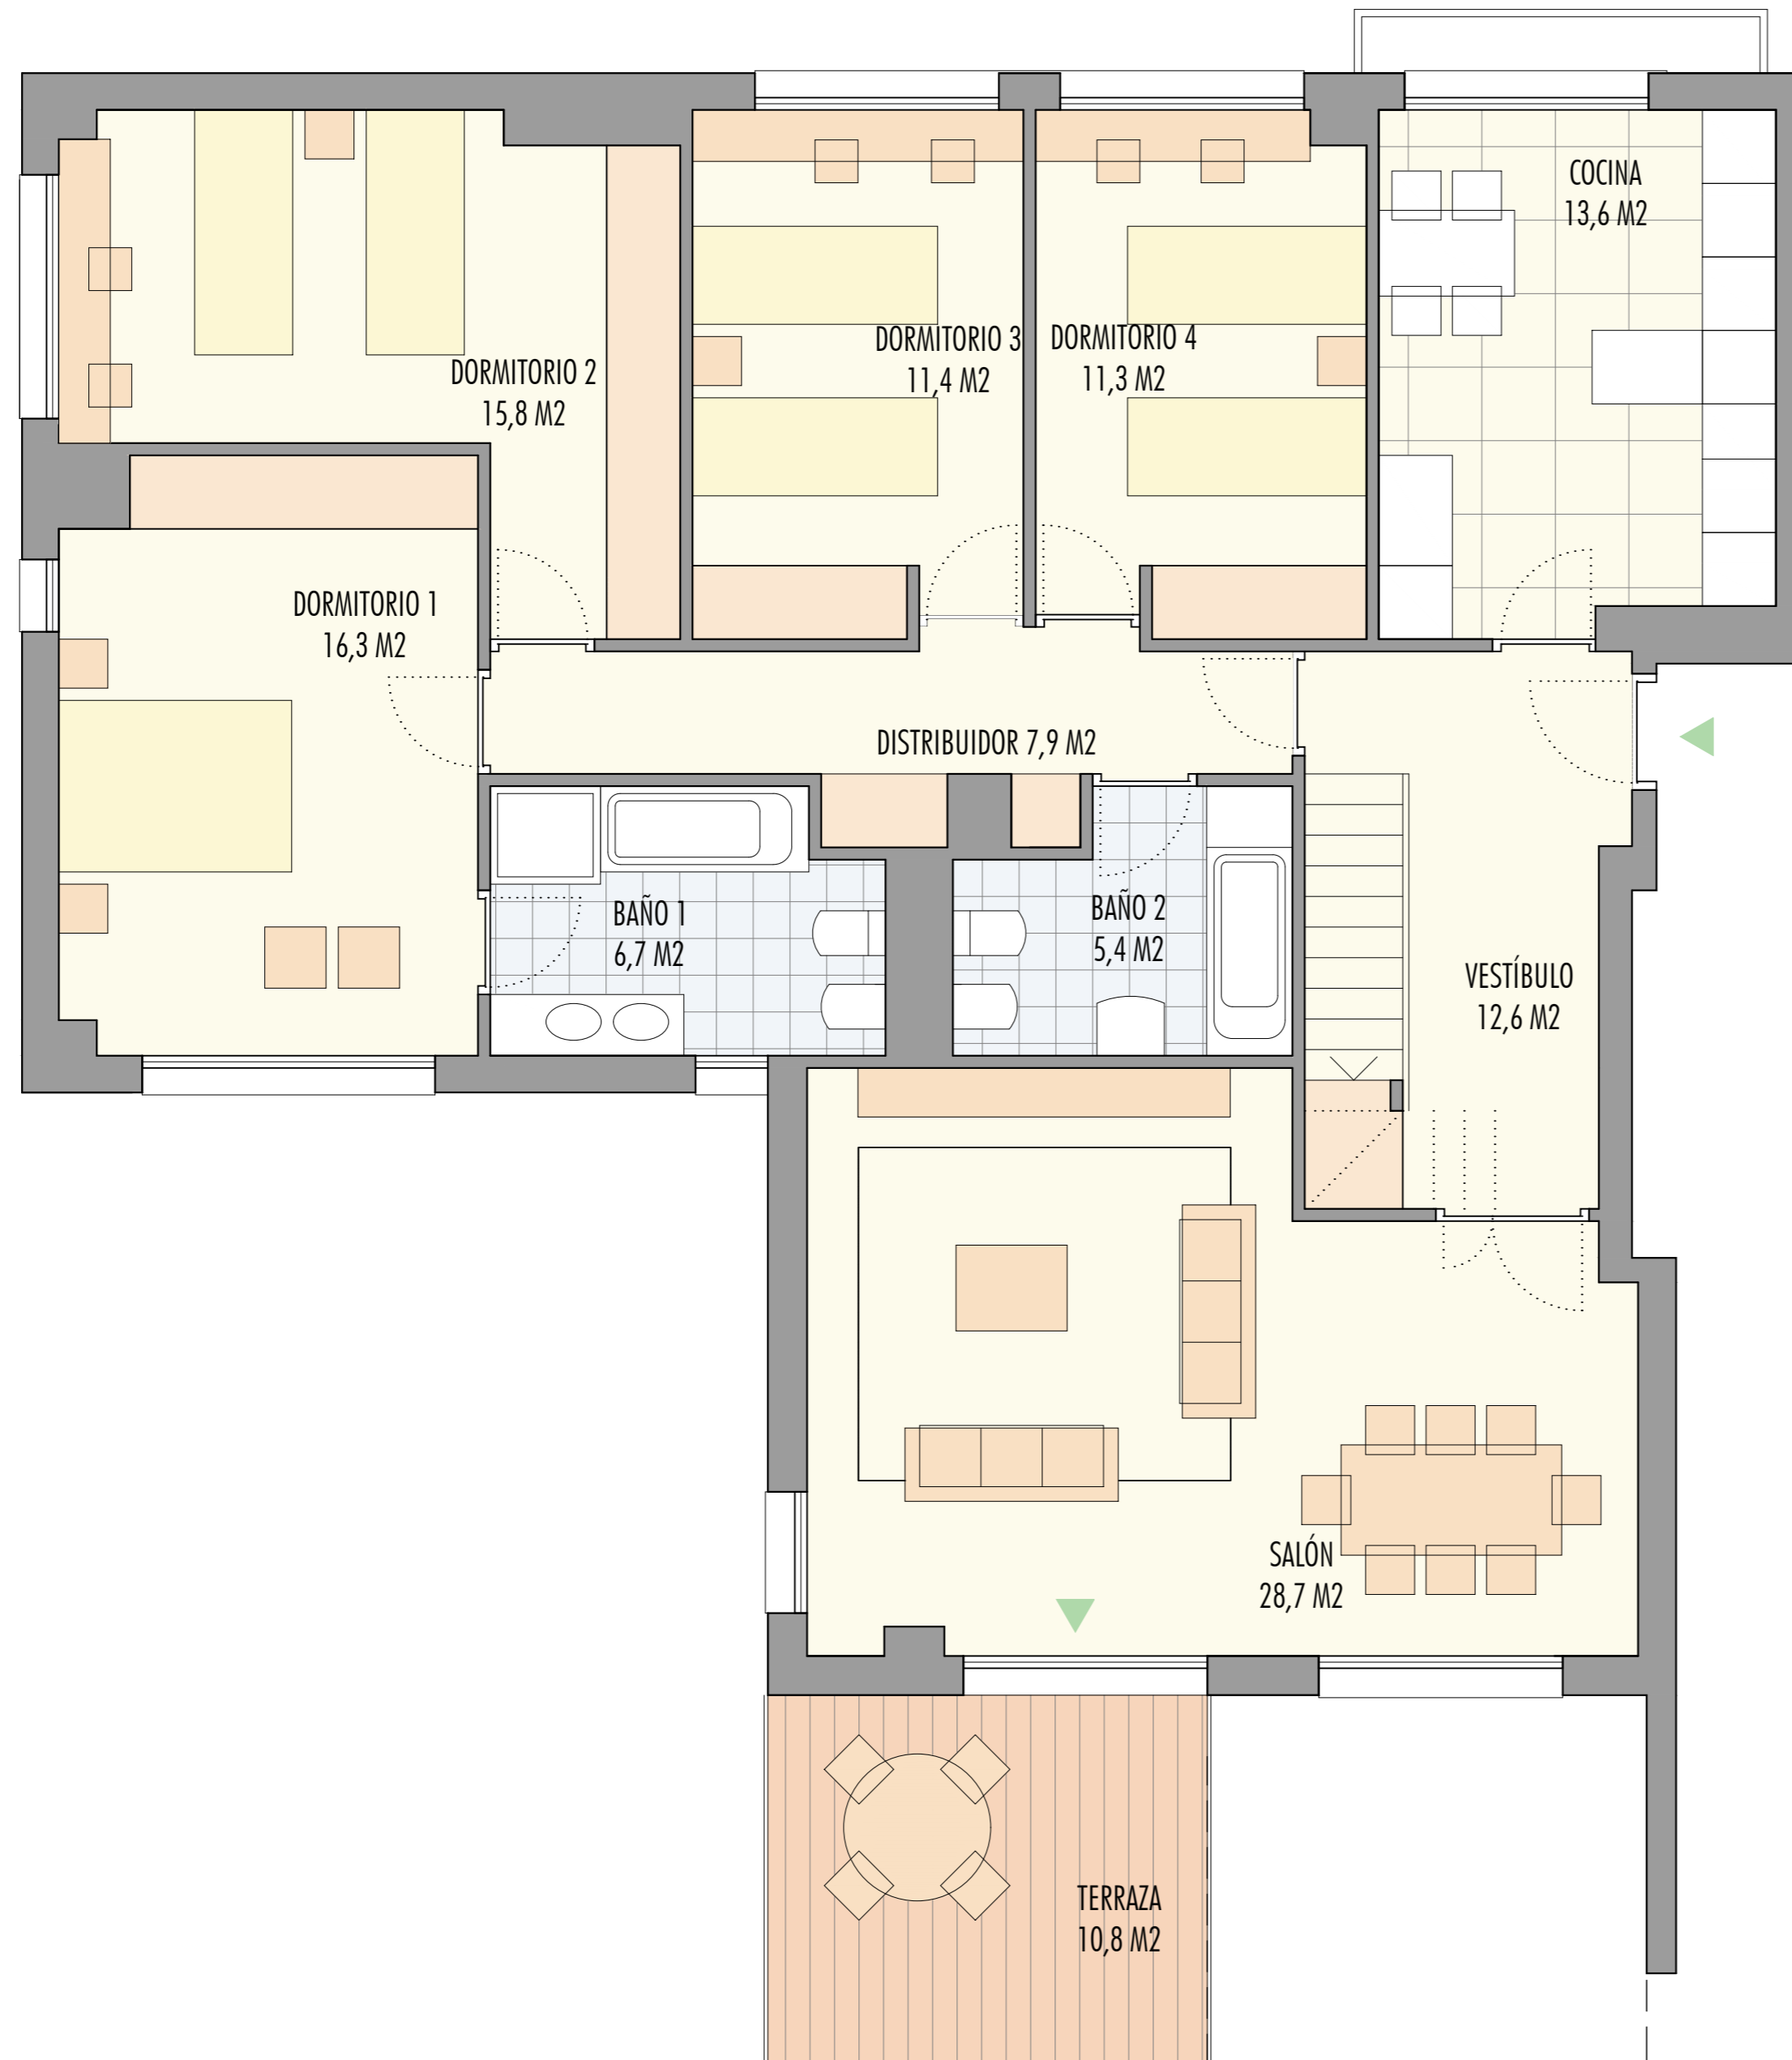 COCINA
13,6 M2
DORMITORIO 2
15,8 M2
DORMITORIO 3
11,4 M2
DORMITORIO 4
11,3 M2
DORMITORIO 1
16,3 M2
DISTRIBUIDOR 7,9 M2
BAÑO 1
6,7 M2
BAÑO 2
5,4 M2
VESTÍBULO
12,6 M2
SALÓN
28,7 M2
TERRAZA
10,8 M2